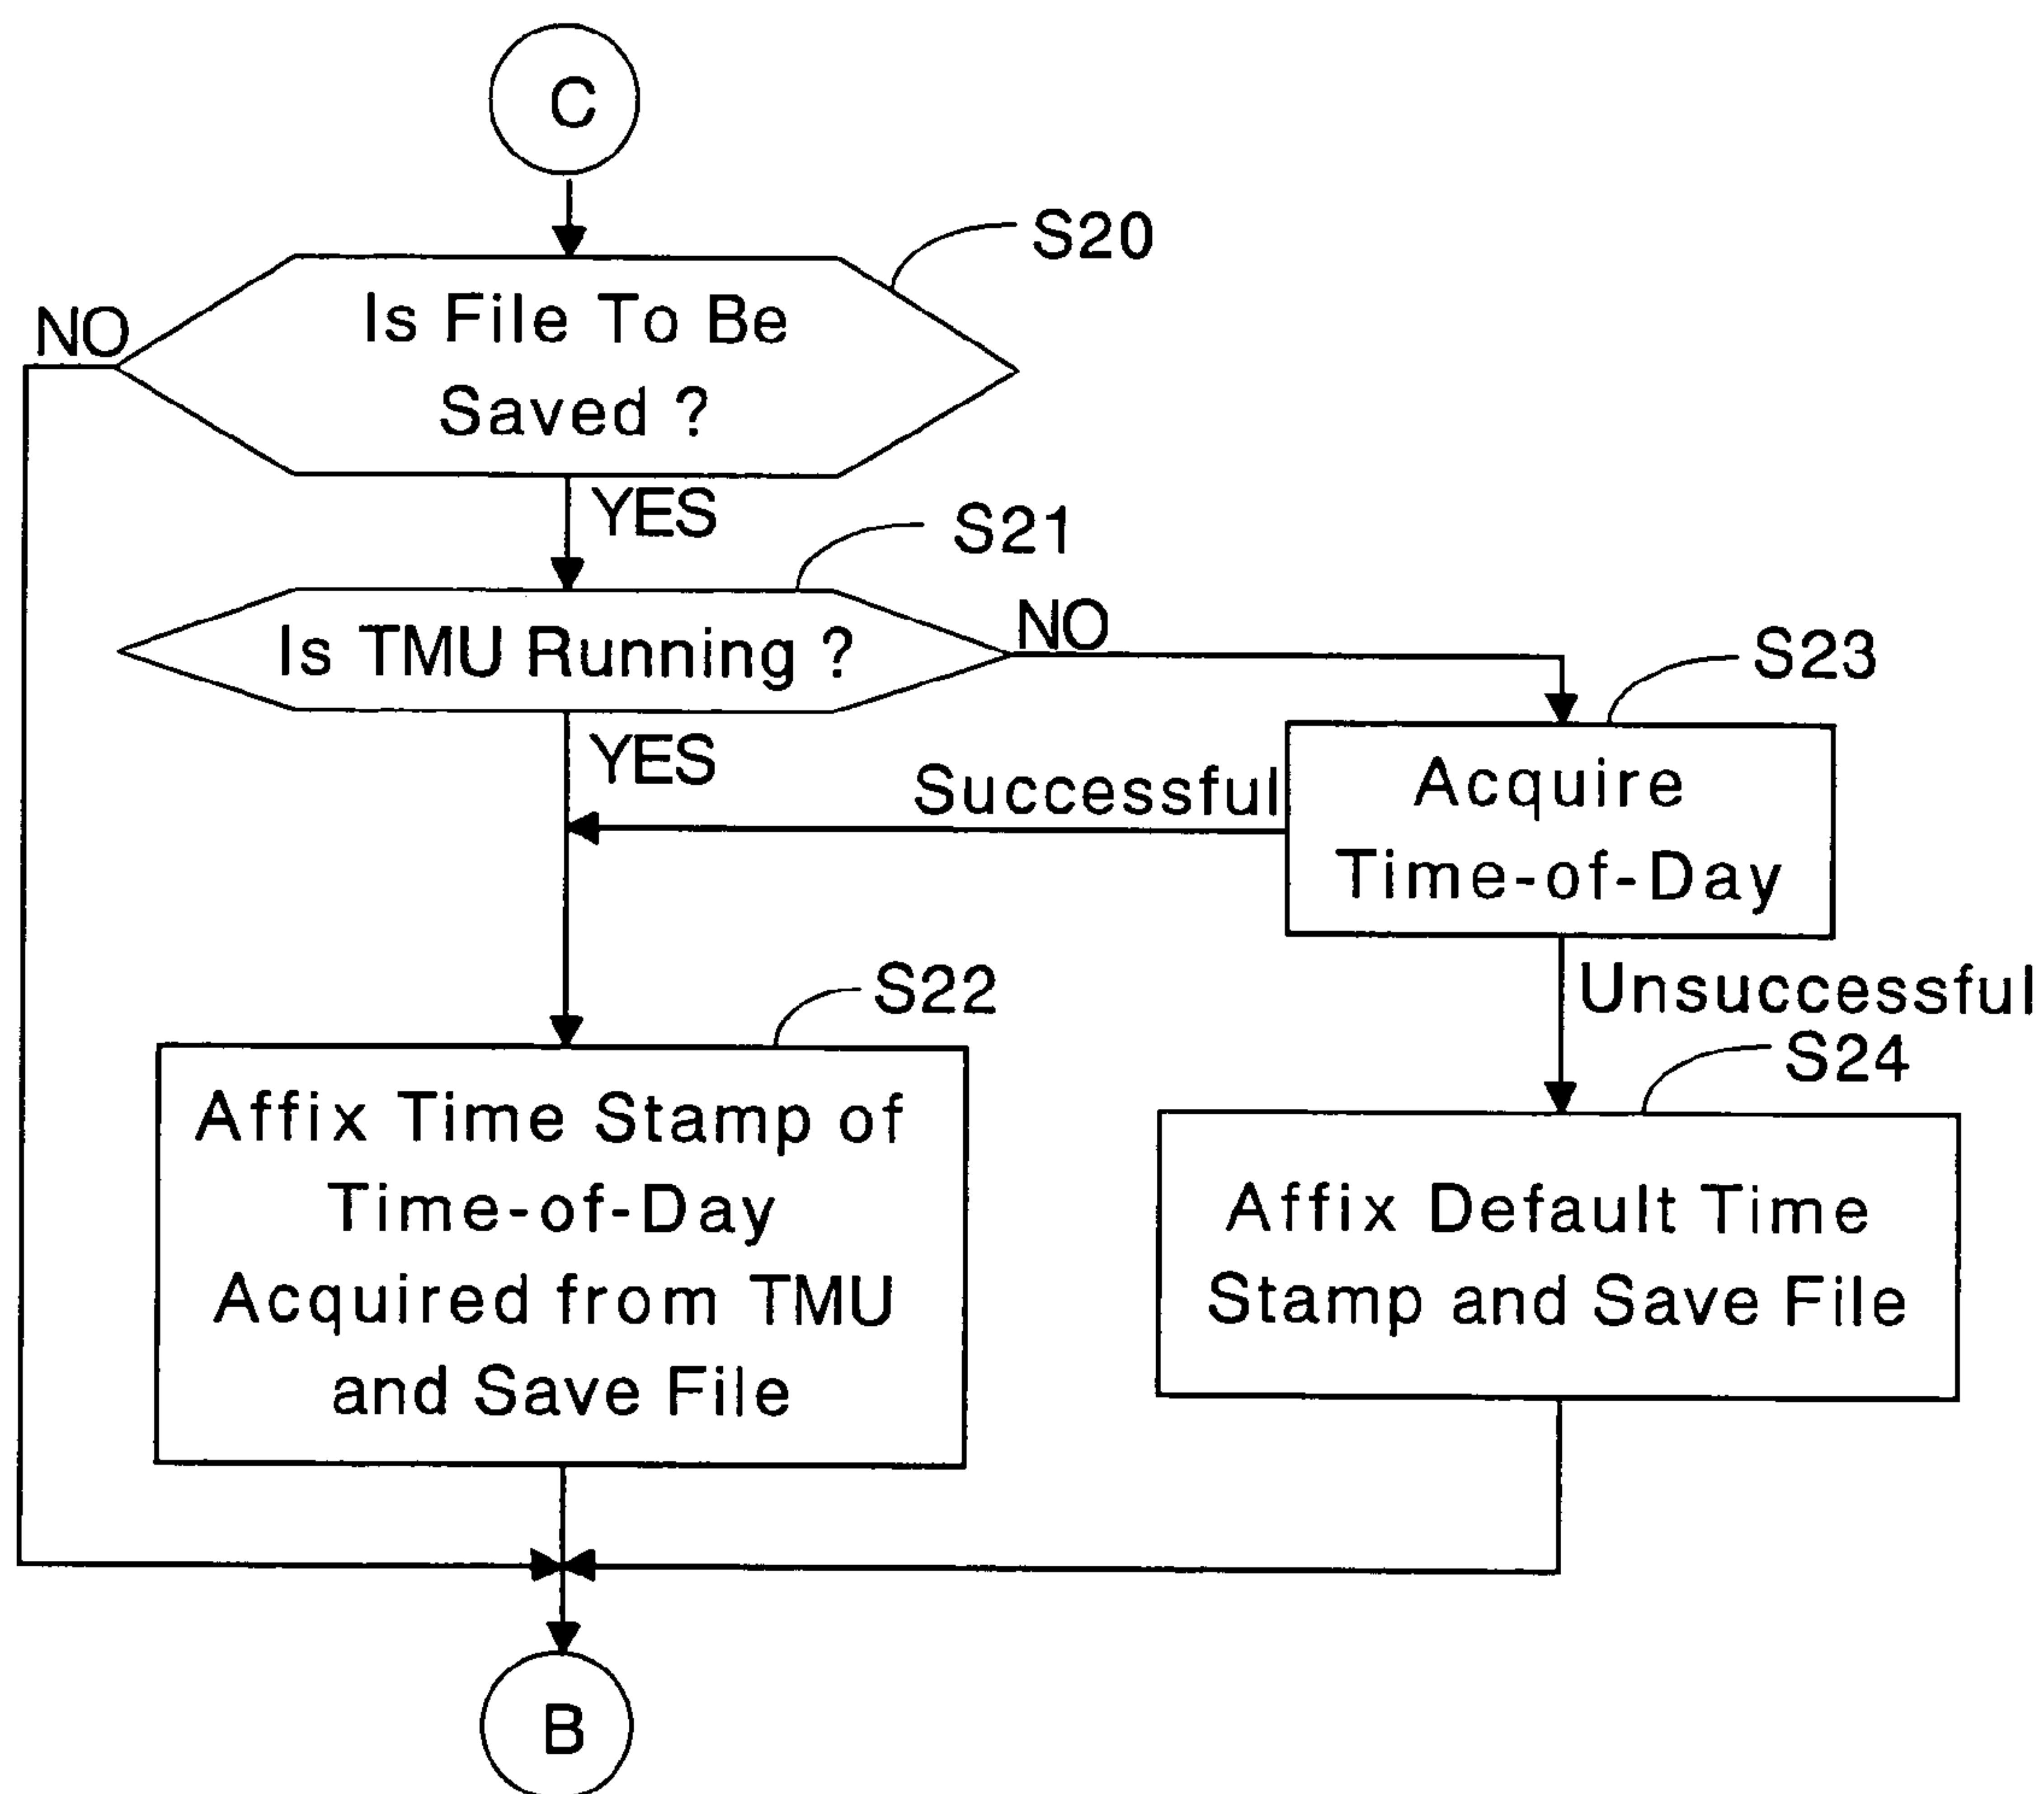 C
S20
NO
Is File To Be
Saved ?
YES
S21
Is TMU Running ?
NO
S23
YES
Successful
Acquire
Time-of-Day
Unsuccessful
S22
S24
Affix Time Stamp of
Time-of-Day
Acquired from TMU
and Save File
Affix Default Time
Stamp and Save File
B